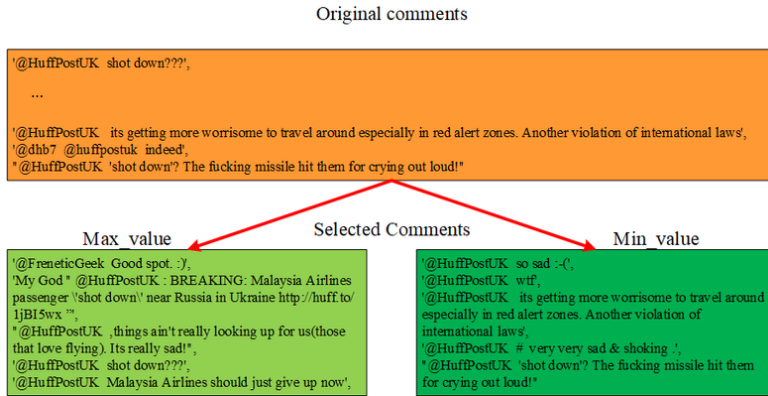 Original comments
'@HuffPostUK shot down???',
...
'@HuffPostUK its getting more worrisome to travel around especially in red alert zones. Another violation of international laws',
'@dhb7 @huffpostuk indeed',
"@HuffPostUK 'shot down'? The fucking missile hit them for crying out loud!"
Selected Comments
Max_value
'@FreneticGeek Good spot. :)',
'My God " @HuffPostUK : BREAKING: Malaysia Airlines
passenger \'shot down\' near Russia in Ukraine http://huff.to/
1jBI5wx "',
"@HuffPostUK ,things ain't really looking up for us(those
that love flying). Its really sad!",
'@HuffPostUK shot down???',
'@HuffPostUK Malaysia Airlines should just give up now',
Min_value
'@HuffPostUK so sad :-(',
'@HuffPostUK wtf',
'@HuffPostUK its getting more worrisome to travel around
especially in red alert zones. Another violation of
international laws',
'@HuffPostUK # very very sad & shoking .',
"@HuffPostUK 'shot down'? The fucking missile hit them
for crying out loud!"